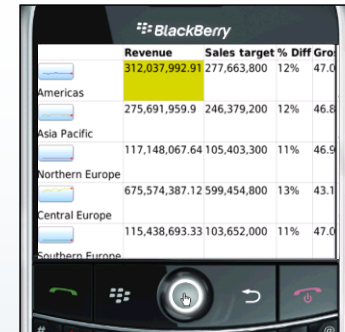 BlackBerry
Revenue Sales target % Diff Gro
312,037,992.91 277,663,800 12% 47.0
Americas
275,691,959.9 246,379,200 12% 46.8
Asia Pacific
117,148,067.64 105,403,300 11% 46.9
Northern Europe
675,574,387.12 599,454,800 13% 43.1
Central Europe
115,438,693.33 103,652,000 11% 47.0
Southern Europe
# @